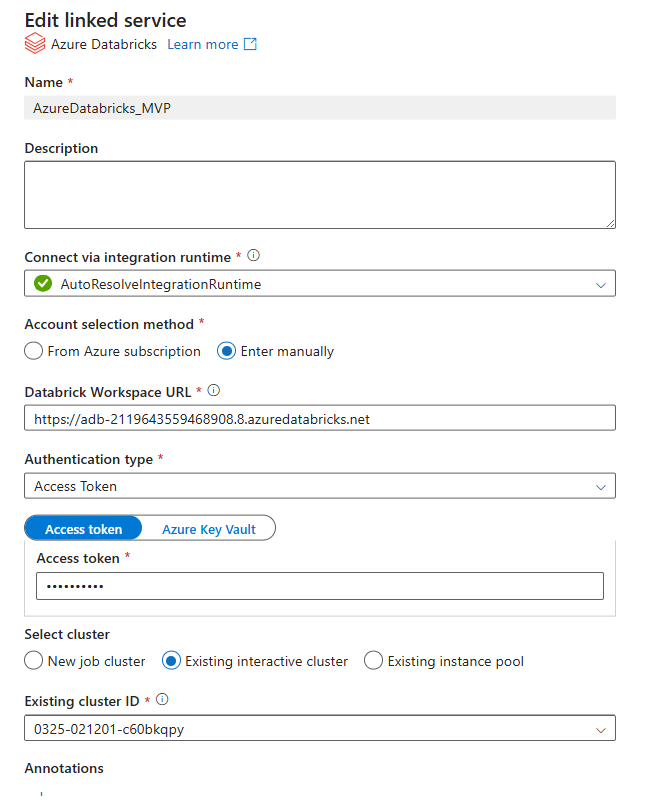 Edit linked service
Azure Databricks Learn more
Name *
AzureDatabricks_MVP
Description
Connect via integration runtime *
AutoResolveIntegrationRuntime
Account selection method *
From Azure subscription Enter manually
Databrick Workspace URL *
https://adb-2119643559468908.8.azuredatabricks.net
Authentication type *
Access Token
Access token Azure Key Vault
Access token *
••••••••••
Select cluster
New job cluster Existing interactive cluster Existing instance pool
Existing cluster ID *
0325-021201-c60bkqpy
Annotations